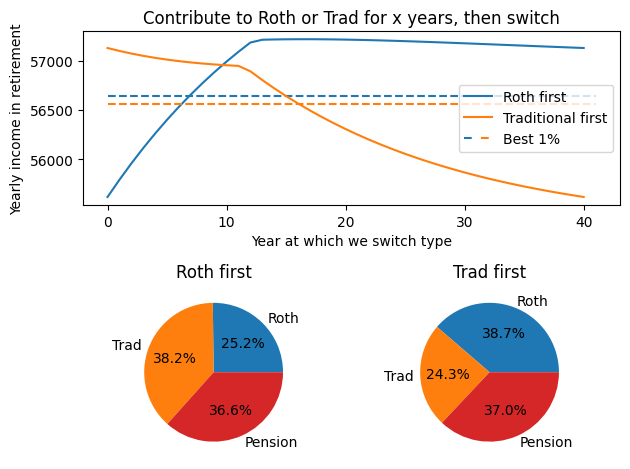 Contribute to Roth or Trad for x years, then switch
Yearly income in retirement
57000
56500
56000
Roth first
Traditional first
Best 1%
0
10
20
30
40
Year at which we switch type
Roth first
Trad first
Roth
25.2%
Trad
38.2%
36.6%
Pension
Roth
38.7%
Trad
24.3%
37.0%
Pension